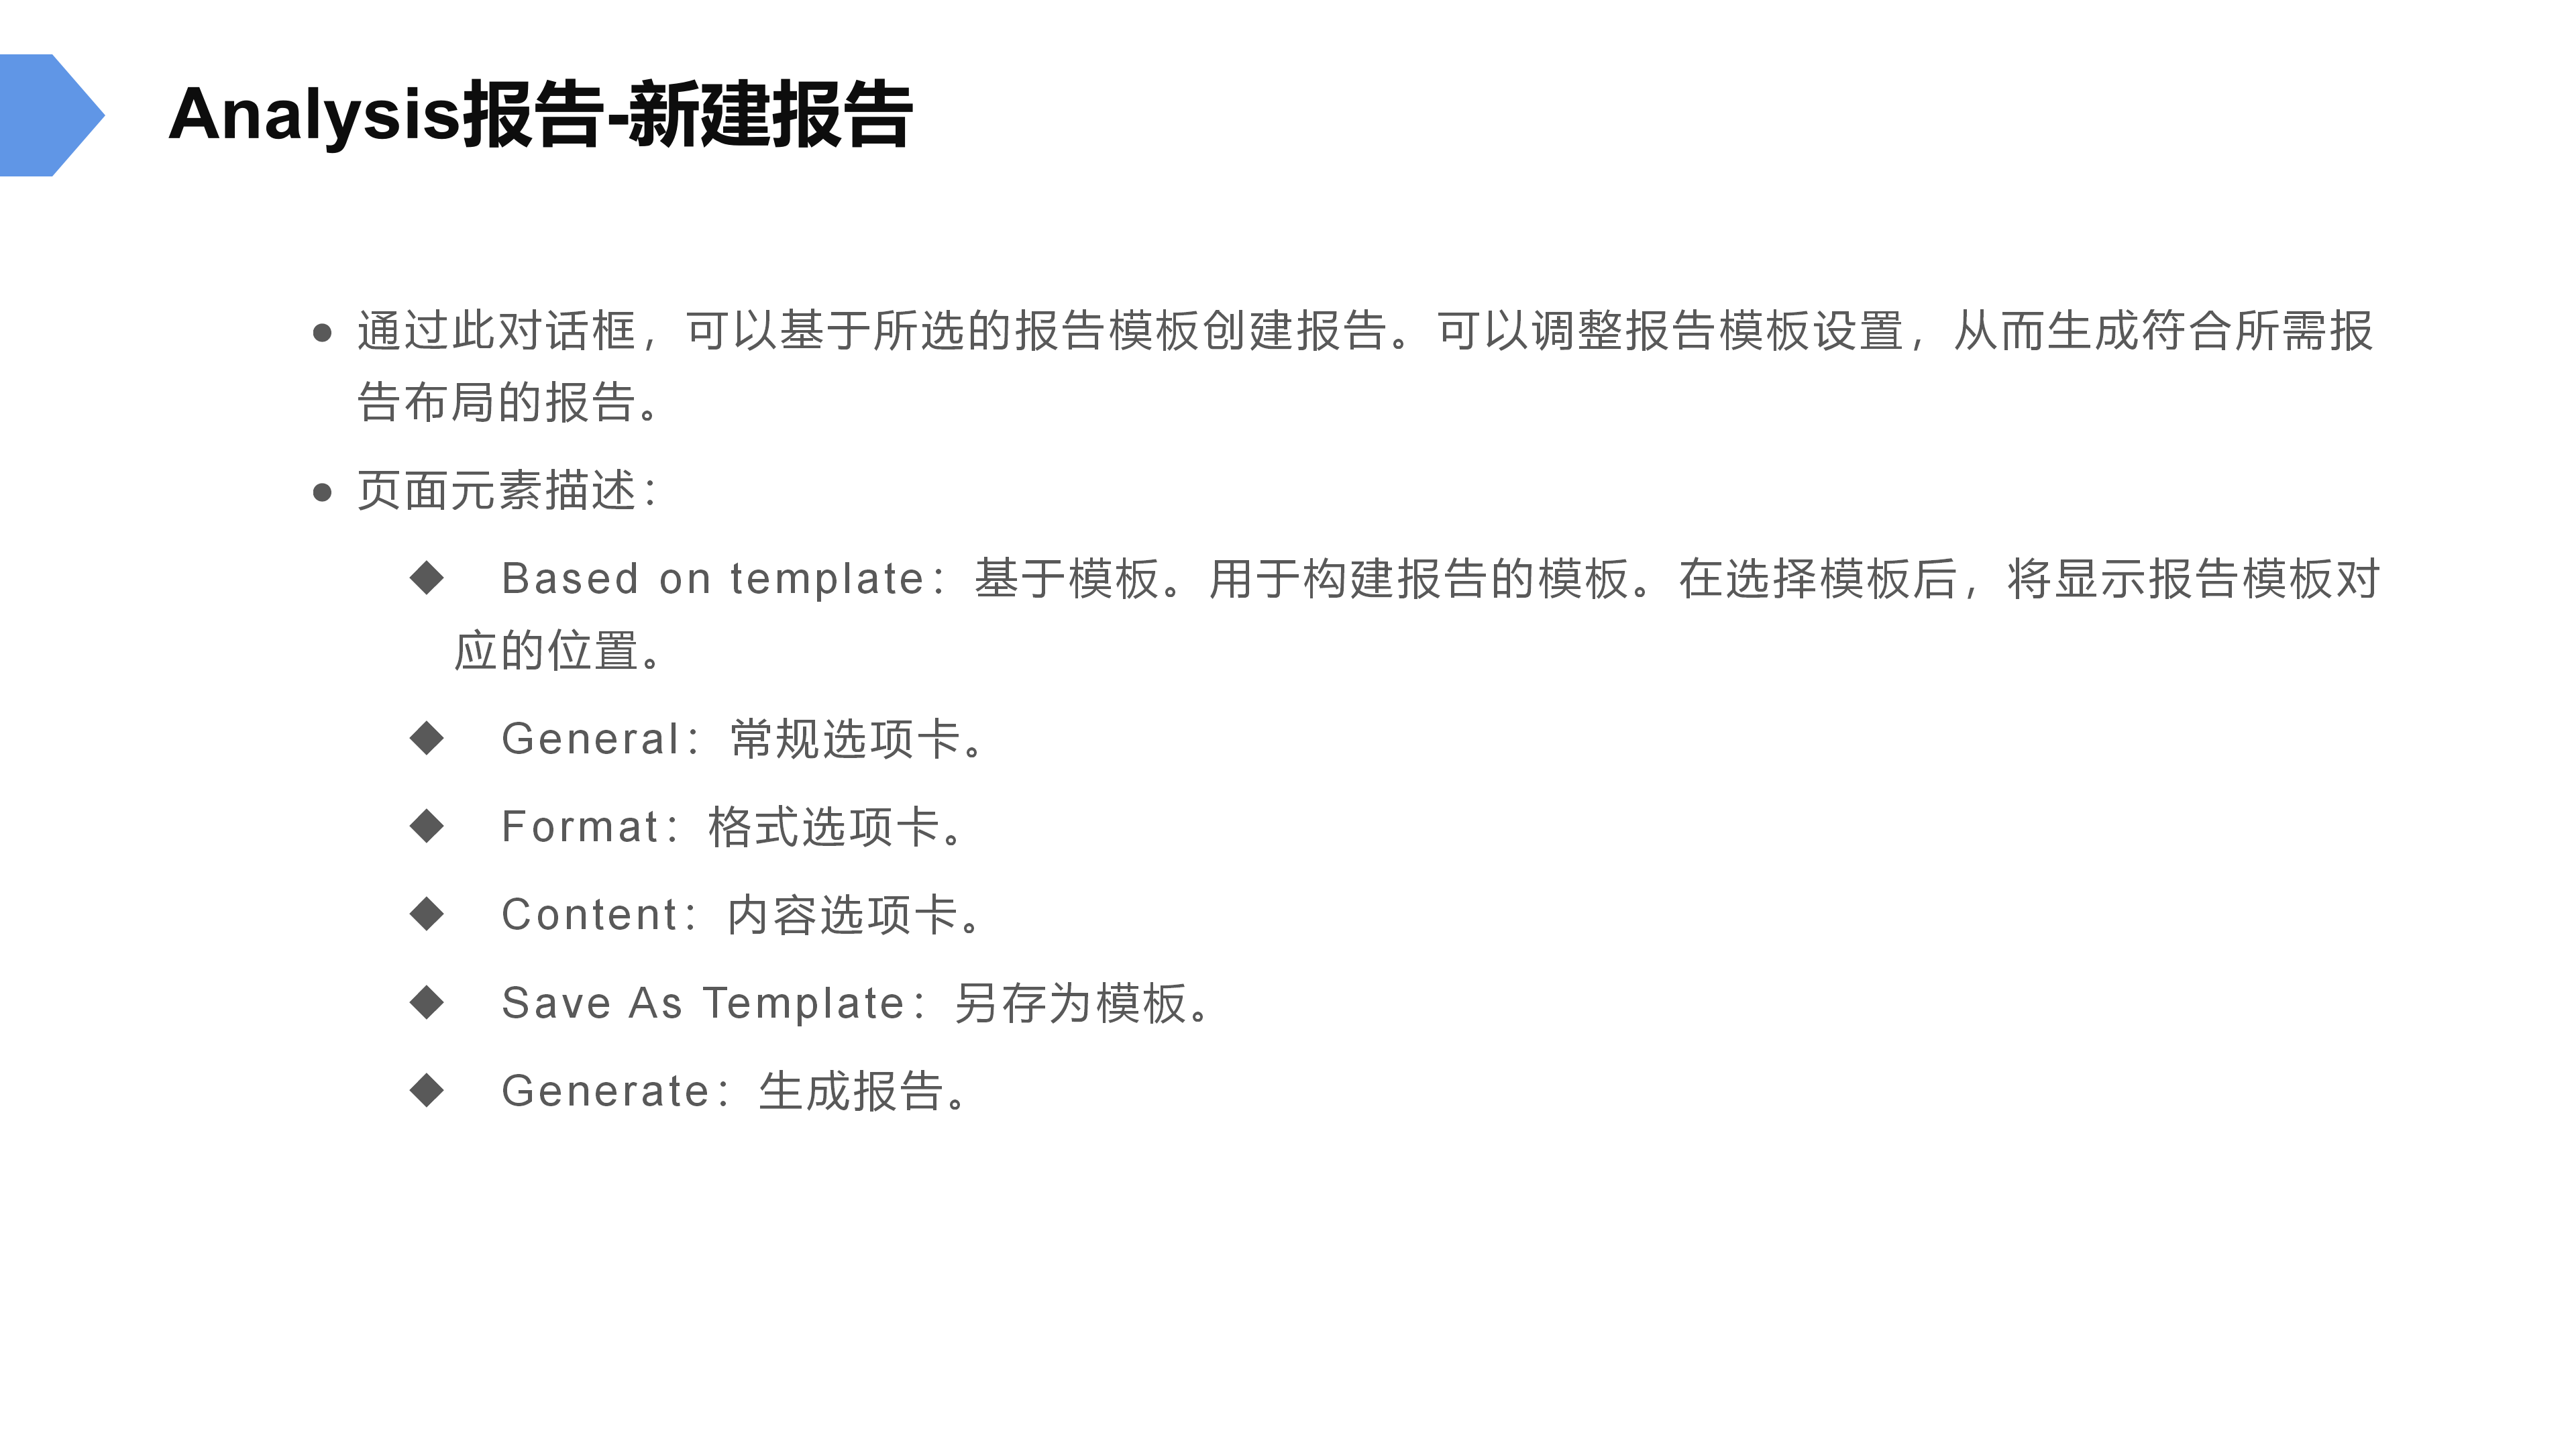 Analysis报告-新建报告
● 通过此对话框，可以基于所选的报告模板创建报告。可以调整报告模板设置，从而生成符合所需报
告布局的报告。
● 页面元素描述：
◆ Based on template：基于模板。用于构建报告的模板。在选择模板后，将显示报告模板对
应的位置。
◆ General：常规选项卡。
◆ Format：格式选项卡。
◆ Content：内容选项卡。
◆ Save As Template：另存为模板。
◆ Generate：生成报告。